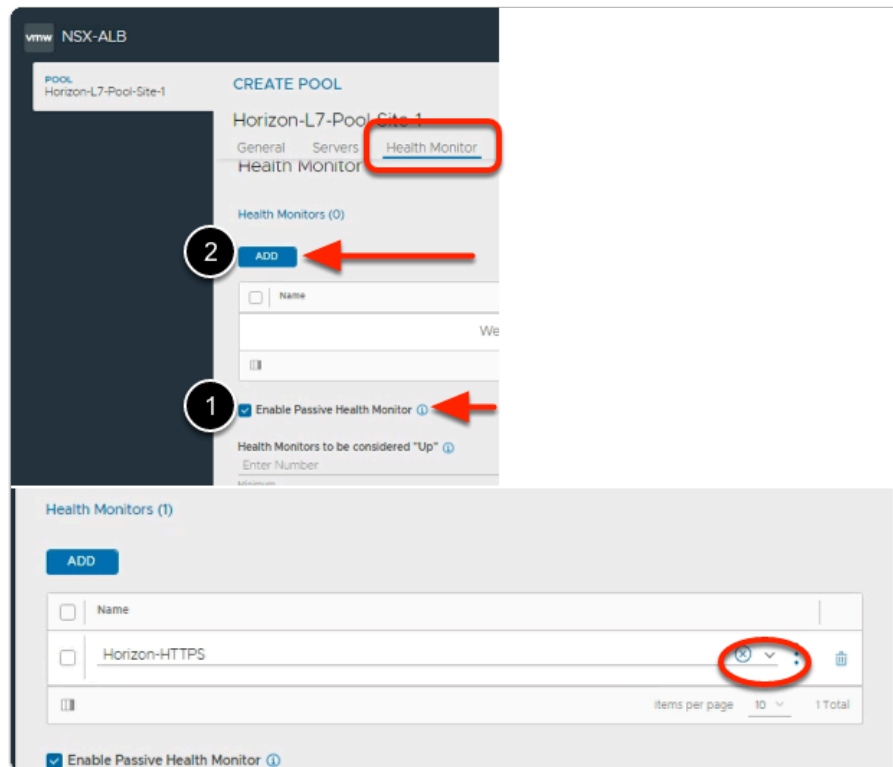 vmw NSX-ALB
POOL
Horizon-L7-Pool-Site-1
CREATE POOL
Horizon-L7-Pool-Site-1
General Servers Health Monitor
Health Monitor
Health Monitors (0)
2
ADD
Name
We
1
Enable Passive Health Monitor
Health Monitors to be considered "Up"
Enter Number
Minimum
Health Monitors (1)
ADD
Name
Horizon-HTTPS
Items per page 10 1 Total
Enable Passive Health Monitor